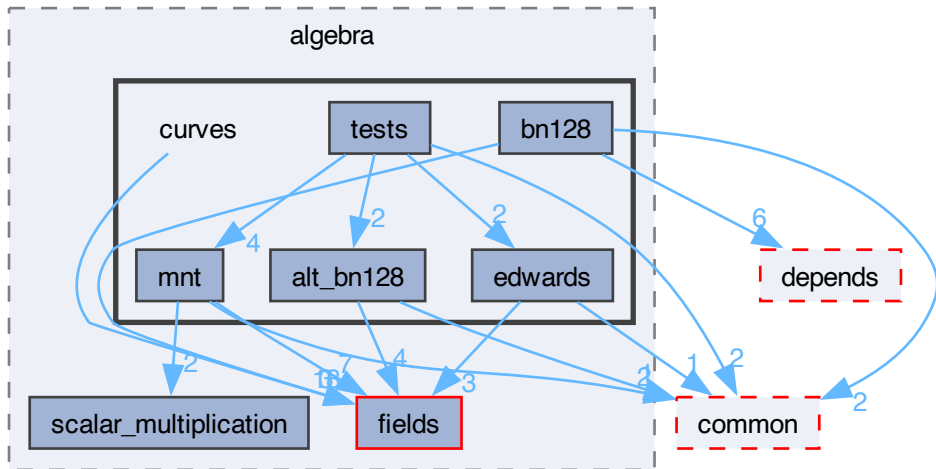 algebra
curves
tests
bn128
2
2
4
6
mnt
alt_bn128
edwards
depends
2
7
4
3
1
2
2
scalar_multiplication
fields
common